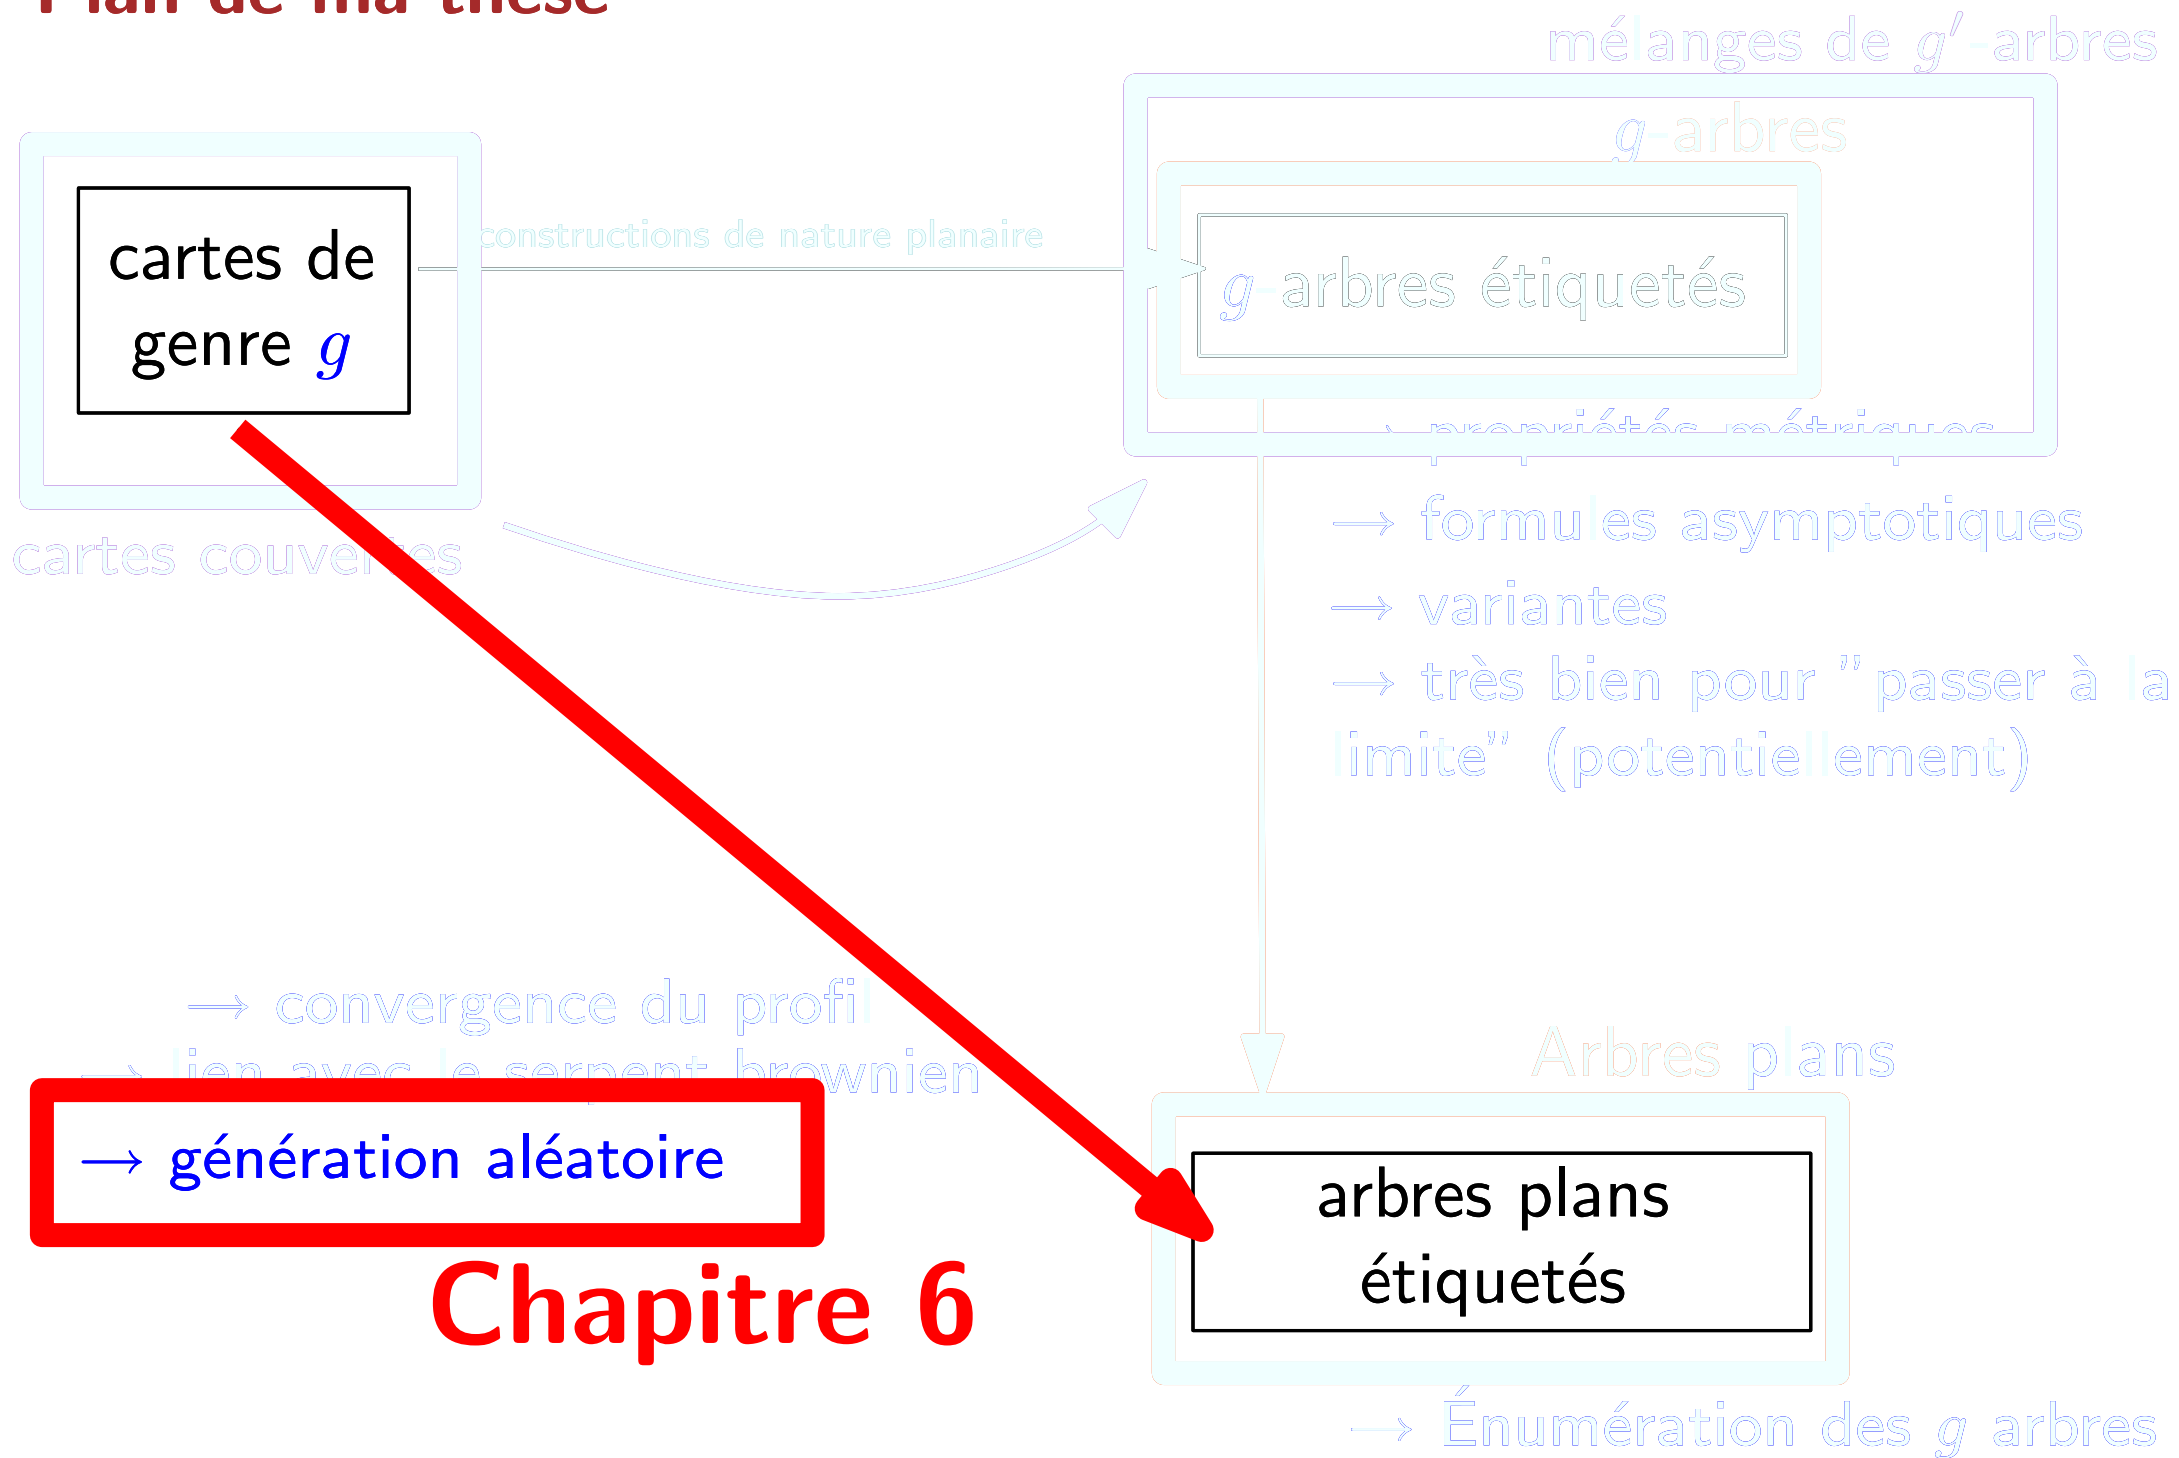 Plan de ma thèse
mélanges de g'-arbres
g-arbres
constructions de nature planaire
cartes de
genre g
g-arbres étiquetés
→ propriétés métriques
→ formules asymptotiques
cartes couvertes
→ variantes
→ très bien pour "passer à la
limite" (potentiellement)
→ convergence du profil
→ lien avec le serpent brownien
→ génération aléatoire
Chapitre 6
Arbres plans
arbres plans
étiquetés
→ Énumération des g arbres